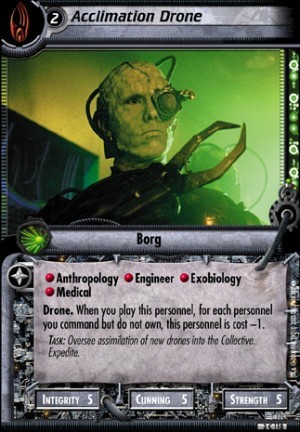 2 Acclimation Drone
Borg
Anthropology Engineer Exobiology
Medical
Drone. When you play this personnel, for each personnel
you command but do not own, this personnel is cost –1.
TASK: Oversee assimilation of new drones into the Collective.
Expedite.
INTEGRITY 5 CUNNING 5 STRENGTH 5